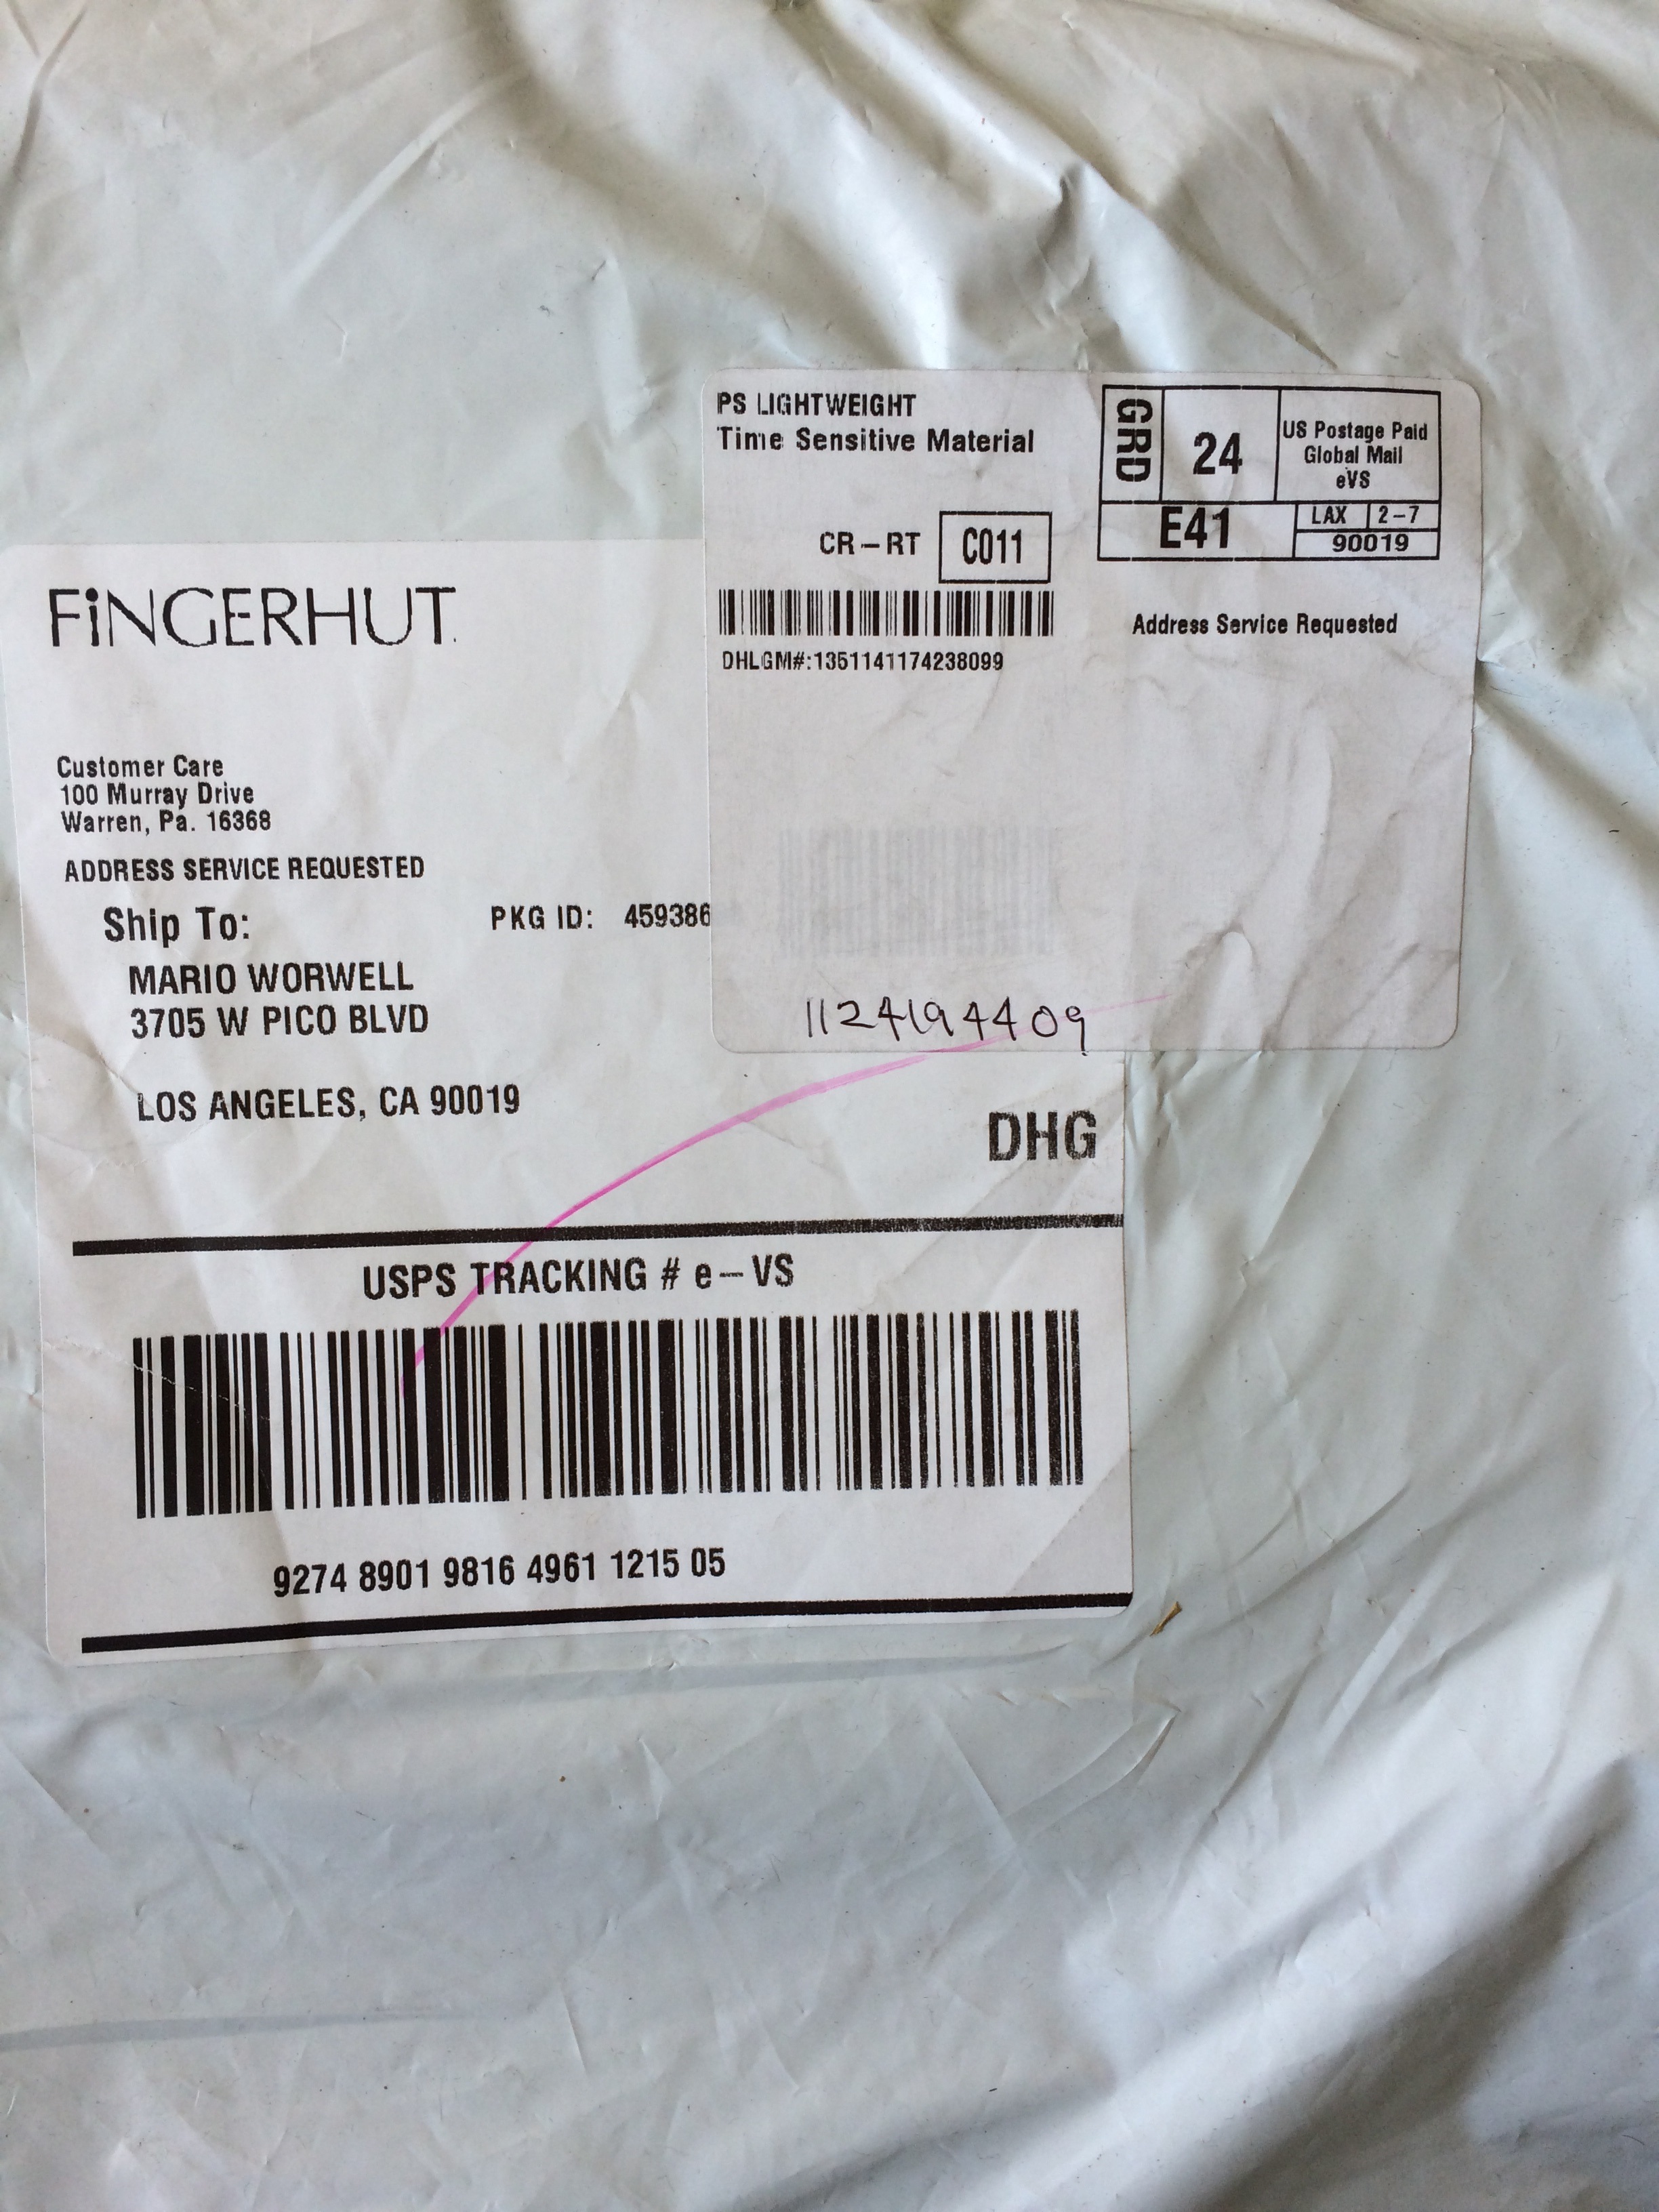 PS LIGHTWEIGHT
Time Sensitive Material
GRD
24
US Postage Paid
Global Mail
eVS
E41
LAX 2-7
90019
CR-RT C011
DHLGM#:1351141174238099
Address Service Requested
FiNGERHUT
Customer Care
100 Murray Drive
Warren, Pa. 16368
ADDRESS SERVICE REQUESTED
Ship To:
PKG ID: 459386
MARIO WORWELL
3705 W PICO BLVD
LOS ANGELES, CA 90019
1124194409
DHG
USPS TRACKING # e-VS
9274 8901 9816 4961 1215 05